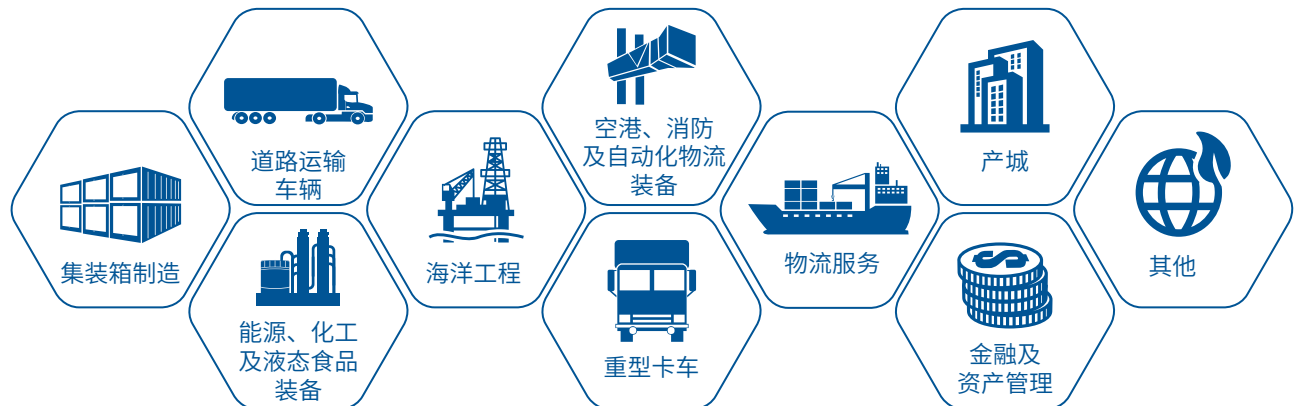 集装箱制造
道路运输
车辆
能源、化工
及液态食品
装备
海洋工程
空港、消防
及自动化物流
装备
重型卡车
物流服务
产城
金融及
资产管理
其他